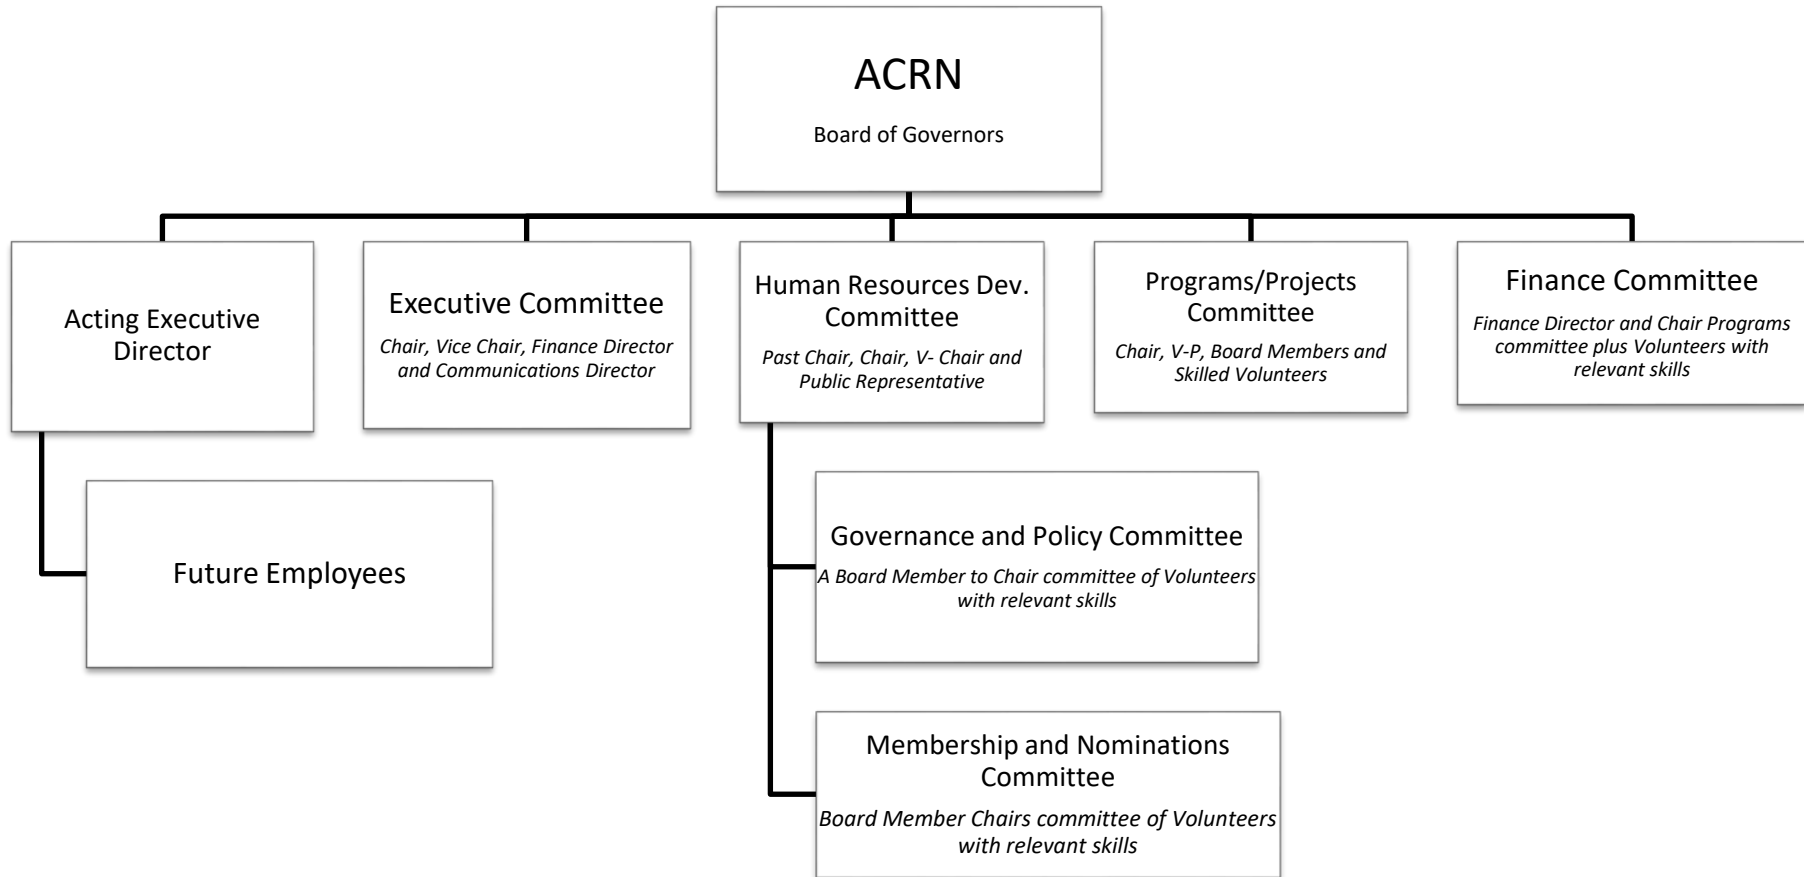 ACRN
Board of Governors
Acting Executive
Director
Executive Committee
Chair, Vice Chair, Finance Director
and Communications Director
Human Resources Dev.
Committee
Past Chair, Chair, V- Chair and
Public Representative
Programs/Projects
Committee
Chair, V-P, Board Members and
Skilled Volunteers
Finance Committee
Finance Director and Chair Programs
committee plus Volunteers with
relevant skills
Future Employees
Governance and Policy Committee
A Board Member to Chair committee of Volunteers
with relevant skills
Membership and Nominations
Committee
Board Member Chairs committee of Volunteers
with relevant skills